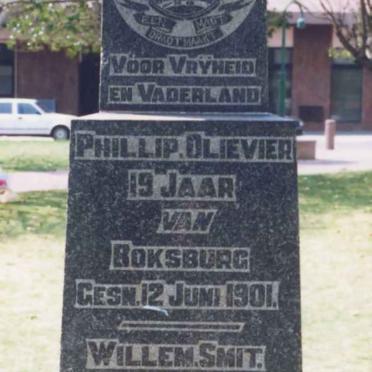 VOOR VRYHEID
EN VADERLAND
PHILLIP. OLIEVIER
19 JAAR
VAN
BOKSBURG
GESN. 12 JUNI 1901.
WILLEM. SMIT.